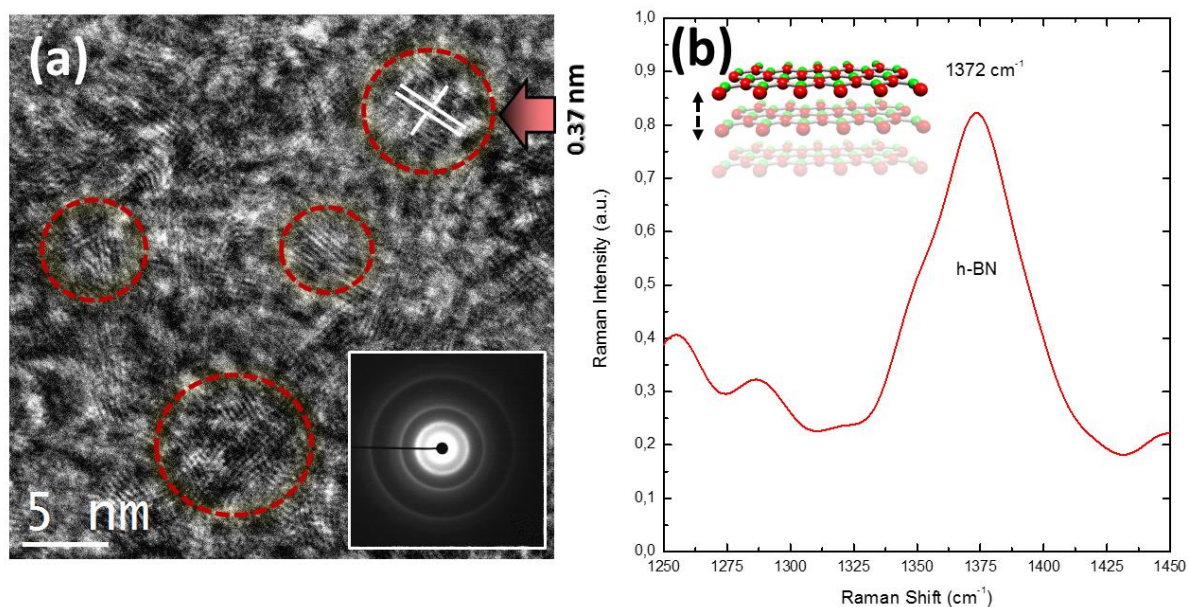 (a)
0.37 nm
5 nm
(b)
1372 cm⁻¹
h-BN
Raman Intensity (a.u.)
1,0
0,9
0,8
0,7
0,6
0,5
0,4
0,3
0,2
0,1
0,0
1250 1275 1300 1325 1350 1375 1400 1425 1450
Raman Shift (cm⁻¹)